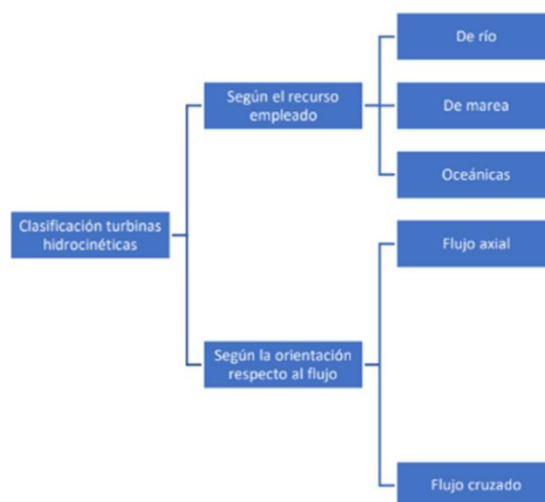 De río
Según el recurso
empleado
De marea
Oceánicas
Clasificación turbinas
hidrocinéticas
Flujo axial
Según la orientación
respecto al flujo
Flujo cruzado